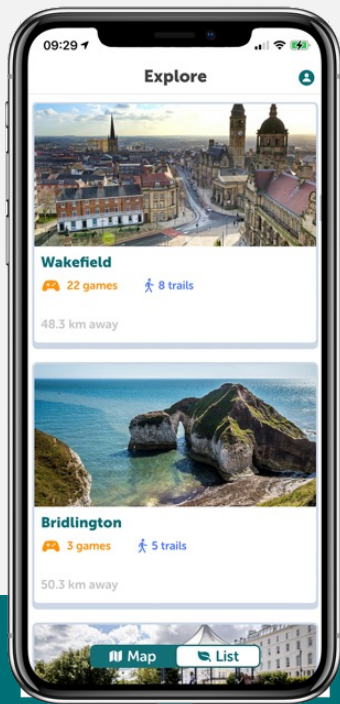 09:29
Explore
Wakefield
22 games 8 trails
48.3 km away
Bridlington
3 games 5 trails
50.3 km away
Map List